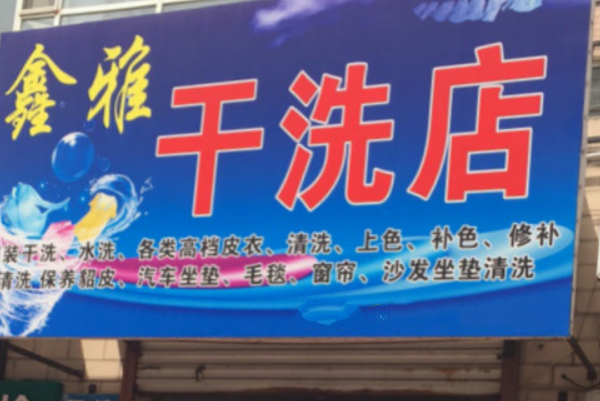 鑫雅
干洗店
装干洗、水洗、各类高档皮衣、清洗、上色、补色、修补
清洗 保养貂皮、汽车坐垫、毛毯、窗帘、沙发坐垫清洗